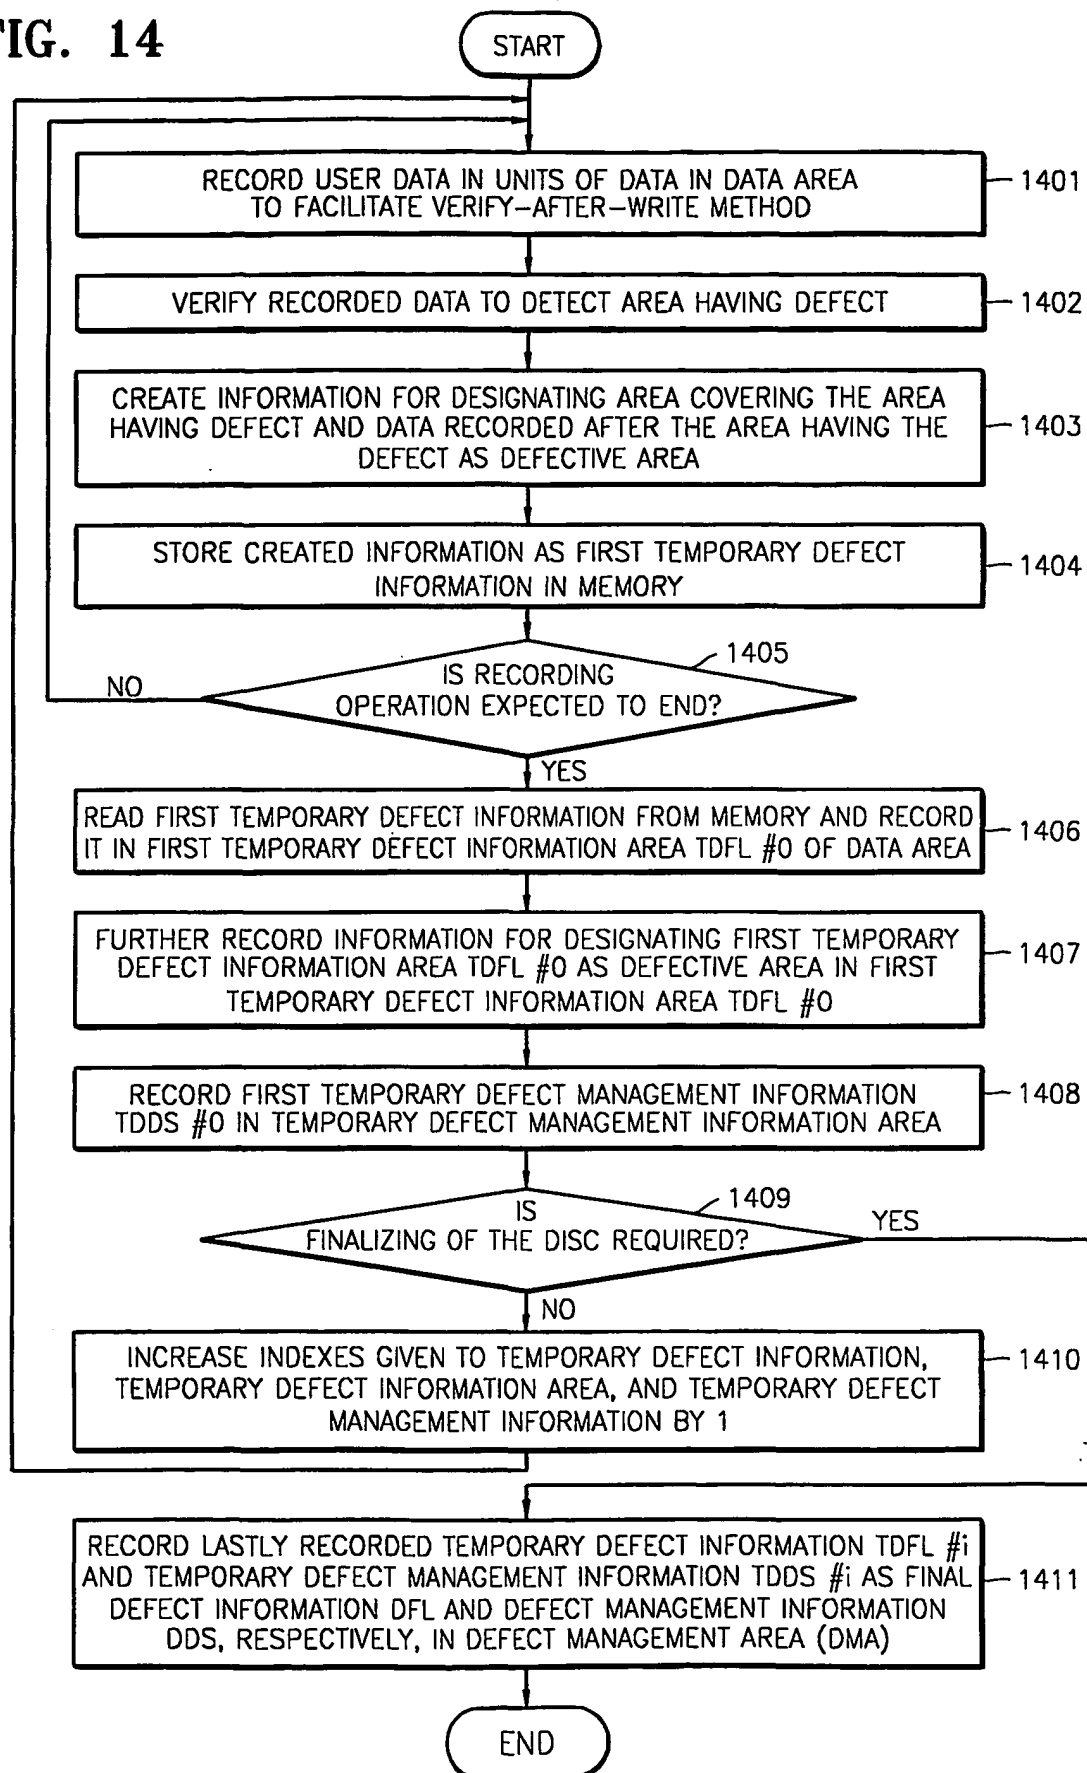 FIG. 14
START
RECORD USER DATA IN UNITS OF DATA IN DATA AREA
TO FACILITATE VERIFY-AFTER-WRITE METHOD
1401
VERIFY RECORDED DATA TO DETECT AREA HAVING DEFECT
1402
CREATE INFORMATION FOR DESIGNATING AREA COVERING THE AREA
HAVING DEFECT AND DATA RECORDED AFTER THE AREA HAVING THE
DEFECT AS DEFECTIVE AREA
1403
STORE CREATED INFORMATION AS FIRST TEMPORARY DEFECT
INFORMATION IN MEMORY
1404
1405
IS RECORDING
OPERATION EXPECTED TO END?
NO
YES
READ FIRST TEMPORARY DEFECT INFORMATION FROM MEMORY AND RECORD
IT IN FIRST TEMPORARY DEFECT INFORMATION AREA TDFL #0 OF DATA AREA
1406
FURTHER RECORD INFORMATION FOR DESIGNATING FIRST TEMPORARY
DEFECT INFORMATION AREA TDFL #0 AS DEFECTIVE AREA IN FIRST
TEMPORARY DEFECT INFORMATION AREA TDFL #0
1407
RECORD FIRST TEMPORARY DEFECT MANAGEMENT INFORMATION
TDDS #0 IN TEMPORARY DEFECT MANAGEMENT INFORMATION AREA
1408
1409
IS
FINALIZING OF THE DISC REQUIRED?
YES
NO
INCREASE INDEXES GIVEN TO TEMPORARY DEFECT INFORMATION,
TEMPORARY DEFECT INFORMATION AREA, AND TEMPORARY DEFECT
MANAGEMENT INFORMATION BY 1
1410
RECORD LASTLY RECORDED TEMPORARY DEFECT INFORMATION TDFL #i
AND TEMPORARY DEFECT MANAGEMENT INFORMATION TDDS #i AS FINAL
DEFECT INFORMATION DFL AND DEFECT MANAGEMENT INFORMATION
DDS, RESPECTIVELY, IN DEFECT MANAGEMENT AREA (DMA)
1411
END